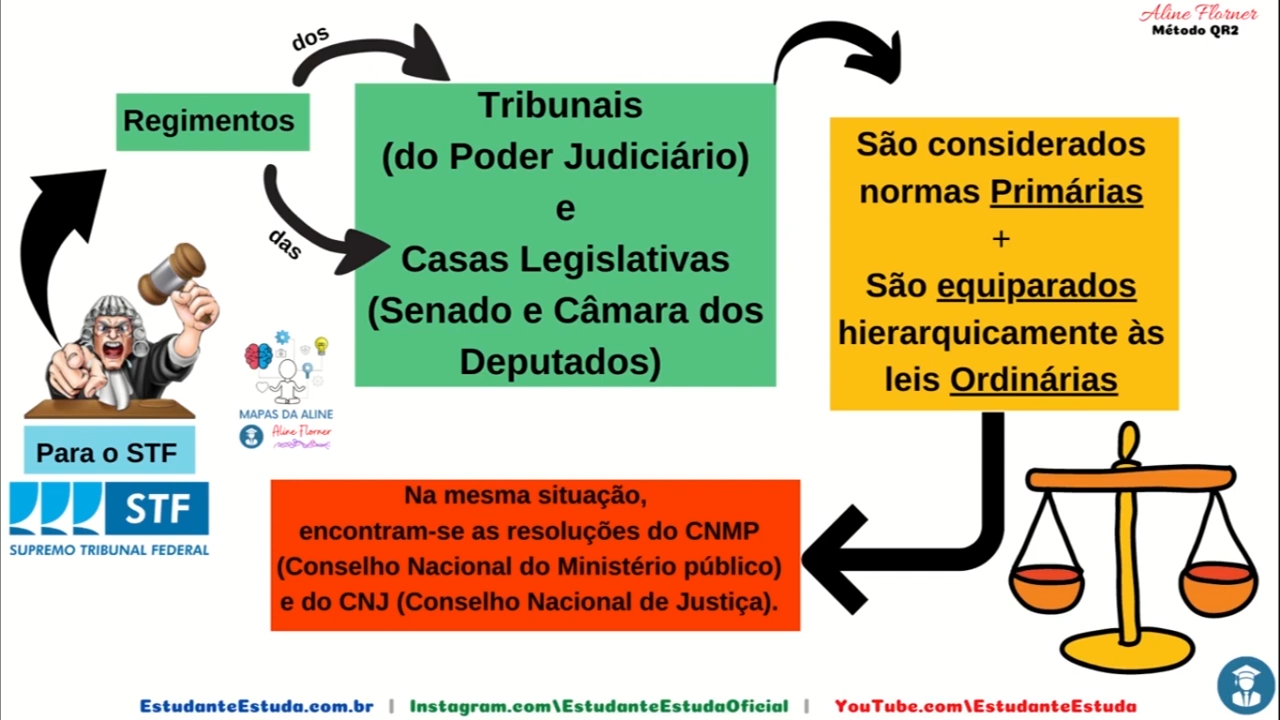 Aline Florner
Método QR2
dos
Regimentos
das
Tribunais
(do Poder Judiciário)
e
Casas Legislativas
(Senado e Câmara dos
Deputados)
São considerados
normas Primárias
+
São equiparados
hierarquicamente às
leis Ordinárias
MAPAS DA ALINE
Aline Florner
Para o STF
STF
SUPREMO TRIBUNAL FEDERAL
Na mesma situação,
encontram-se as resoluções do CNMP
(Conselho Nacional do Ministério público)
e do CNJ (Conselho Nacional de Justiça).
EstudanteEstuda.com.br | Instagram.com\EstudanteEstudaOficial | YouTube.com\EstudanteEstuda